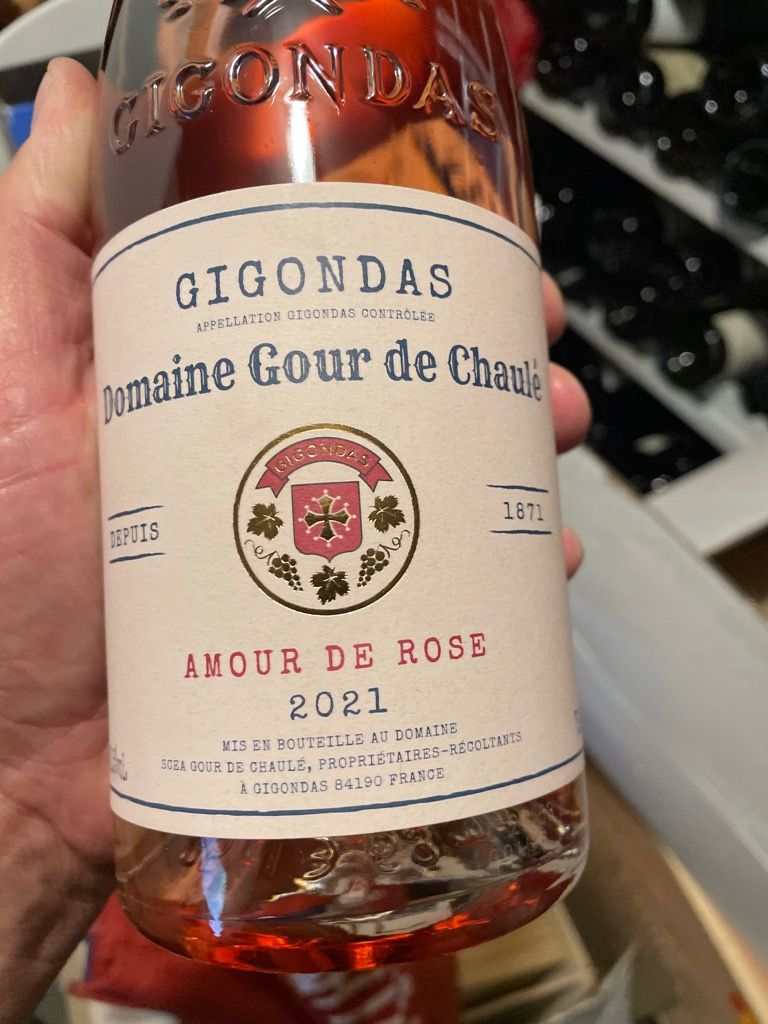 GIGONDAS
GIGONDAS
APPELLATION GIGONDAS CONTRÔLÉE
Domaine Gour de Chaulé
GIGONDAS
DEPUIS
1871
AMOUR DE ROSE
2021
MIS EN BOUTEILLE AU DOMAINE
SCEA GOUR DE CHAULÉ, PROPRIÉTAIRES-RÉCOLTANTS
À GIGONDAS 84190 FRANCE